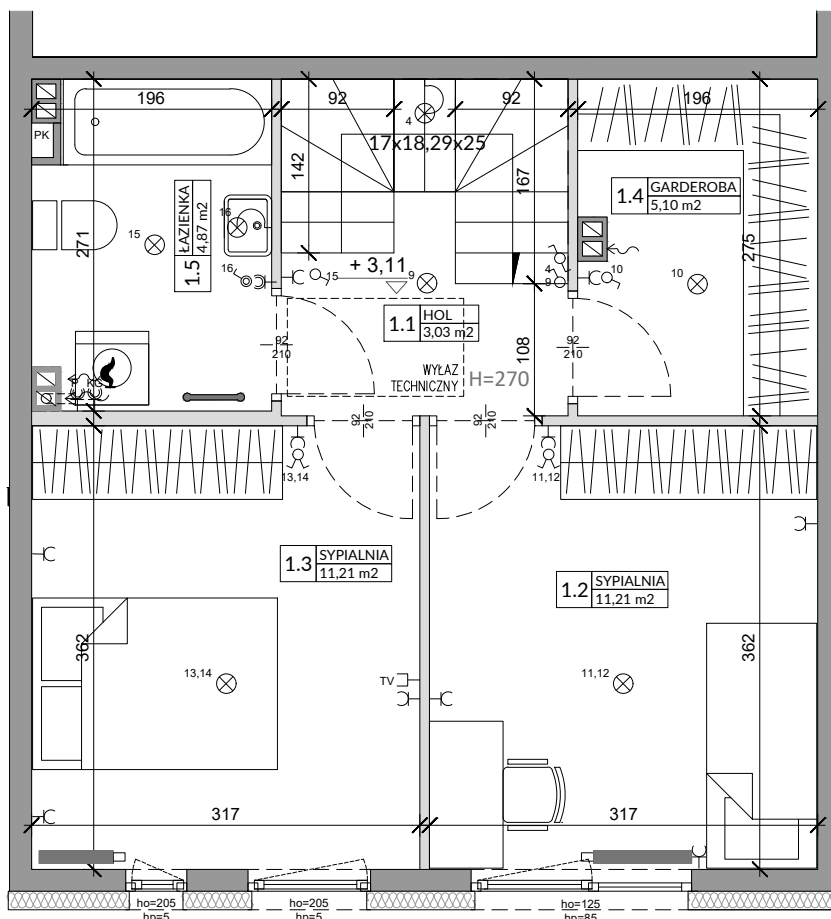 196
92
92
196
PK
4
17x18,29x25
142
167
1.4 GARDEROBA
5,10 m2
1.5 ŁAZIENKA
4,87 m2
16
15
271
275
16
15
+ 3,11
9
4
9
10
10
1.1 HOL
3,03 m2
92
210
92
210
108
WYŁAZ
TECHNICZNY
H=270
92
210
92
210
13,14
11,12
1.3 SYPIALNIA
11,21 m2
1.2 SYPIALNIA
11,21 m2
362
362
13,14
11,12
TV
317
317
ho=205
hp=5
ho=205
hp=5
ho=125
hp=85